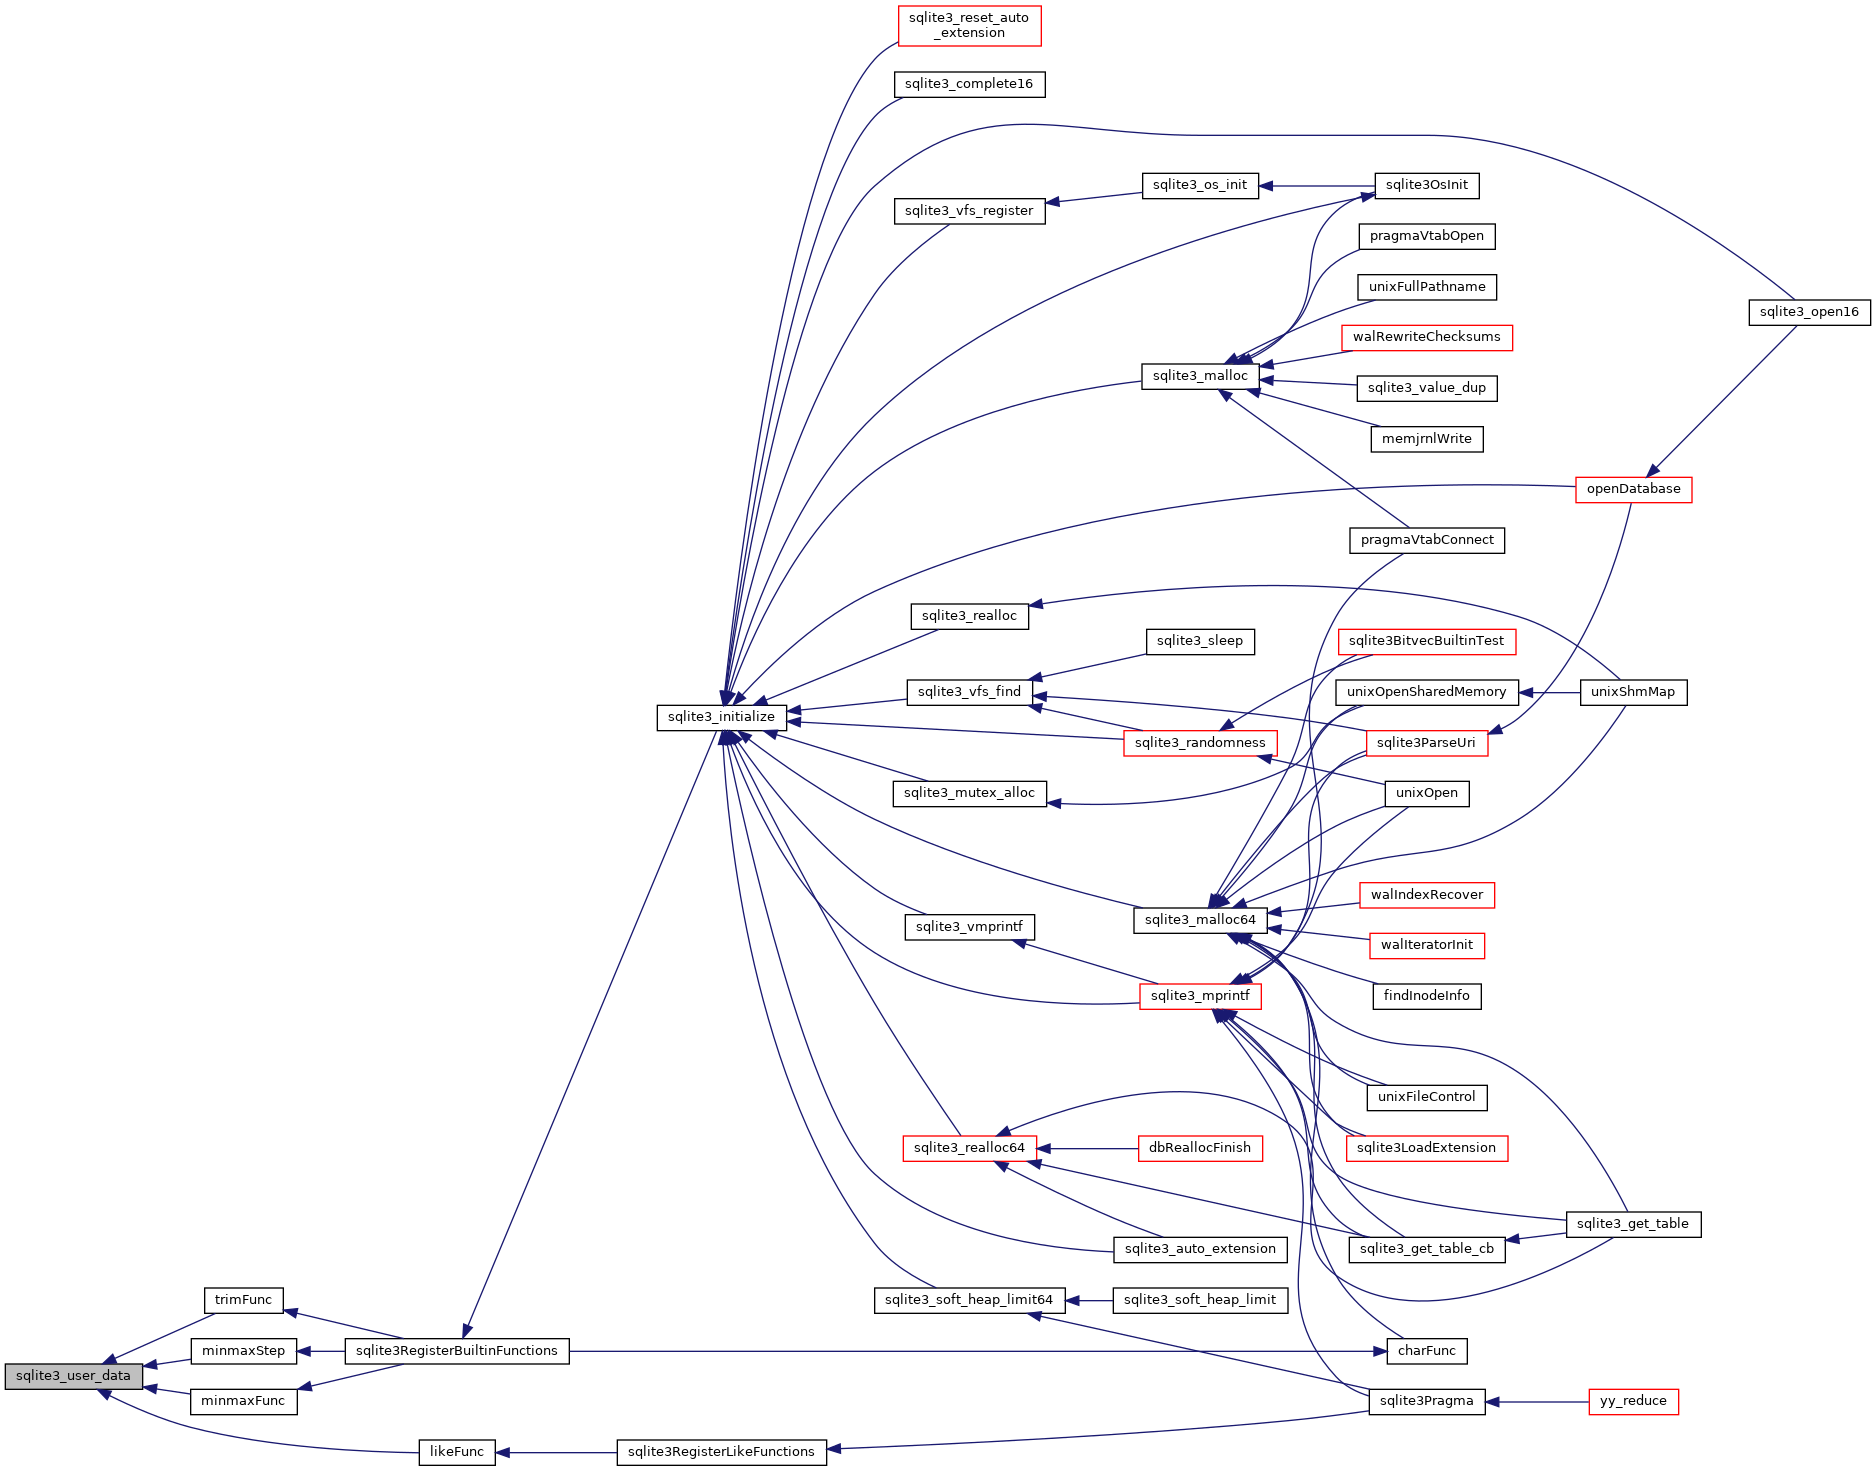 sqlite3_reset_auto
_extension
sqlite3_complete16
sqlite3_os_init
sqlite3OsInit
sqlite3_vfs_register
pragmaVtabOpen
unixFullPathname
sqlite3_open16
walRewriteChecksums
sqlite3_malloc
sqlite3_value_dup
memjrnlWrite
openDatabase
pragmaVtabConnect
sqlite3_realloc
sqlite3_sleep
sqlite3BitvecBuiltinTest
sqlite3_vfs_find
unixOpenSharedMemory
unixShmMap
sqlite3_initialize
sqlite3_randomness
sqlite3ParseUri
sqlite3_mutex_alloc
unixOpen
walIndexRecover
sqlite3_malloc64
sqlite3_vmprintf
walIteratorInit
sqlite3_mprintf
findInodeInfo
unixFileControl
sqlite3_realloc64
dbReallocFinish
sqlite3LoadExtension
sqlite3_get_table
sqlite3_auto_extension
sqlite3_get_table_cb
trimFunc
sqlite3_soft_heap_limit64
sqlite3_soft_heap_limit
minmaxStep
sqlite3RegisterBuiltinFunctions
charFunc
sqlite3_user_data
minmaxFunc
sqlite3Pragma
yy_reduce
likeFunc
sqlite3RegisterLikeFunctions